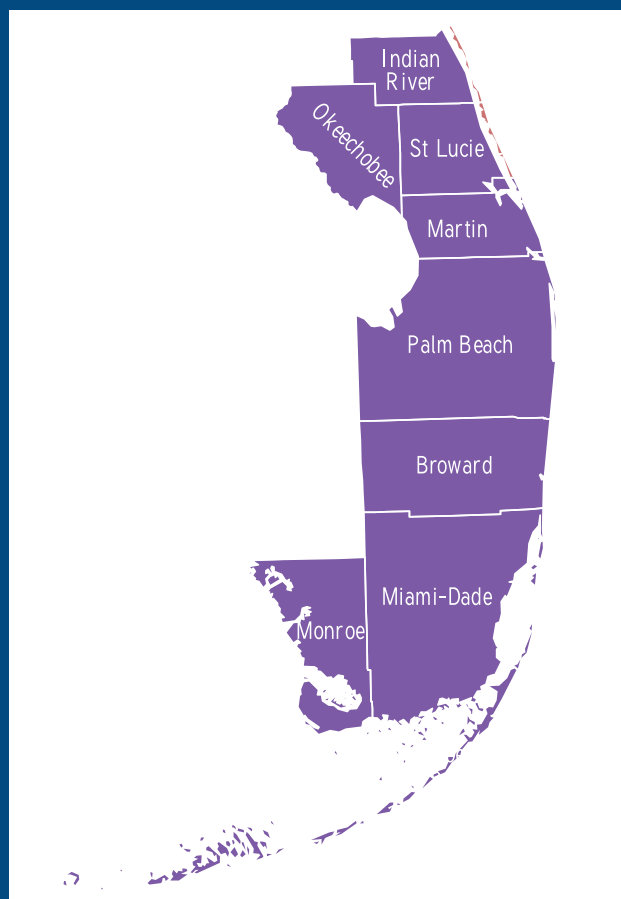 Indian
River
Okeechobee
St Lucie
Martin
Palm Beach
Broward
Miami-Dade
Monroe